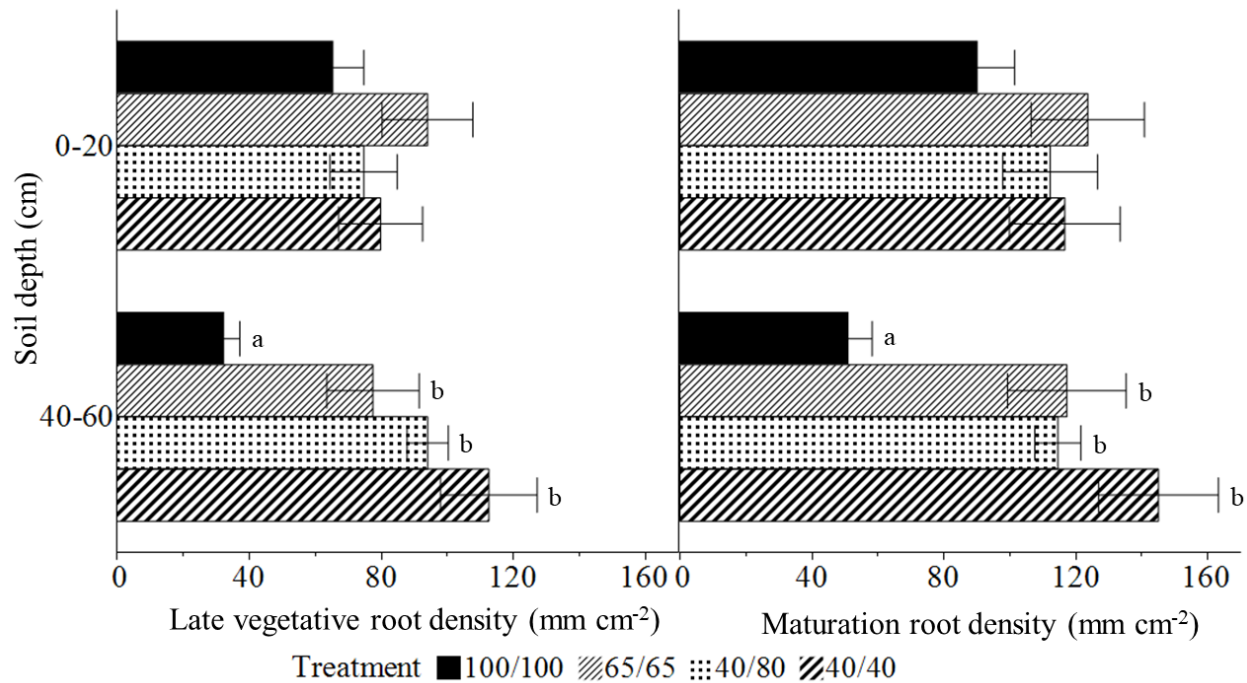 Soil depth (cm)
0-20
40-60
a
b
b
b
a
b
b
b
0 40 80 120 160
0 40 80 120 160
Late vegetative root density (mm cm-2)
Maturation root density (mm cm-2)
Treatment 100/100 65/65 40/80 40/40